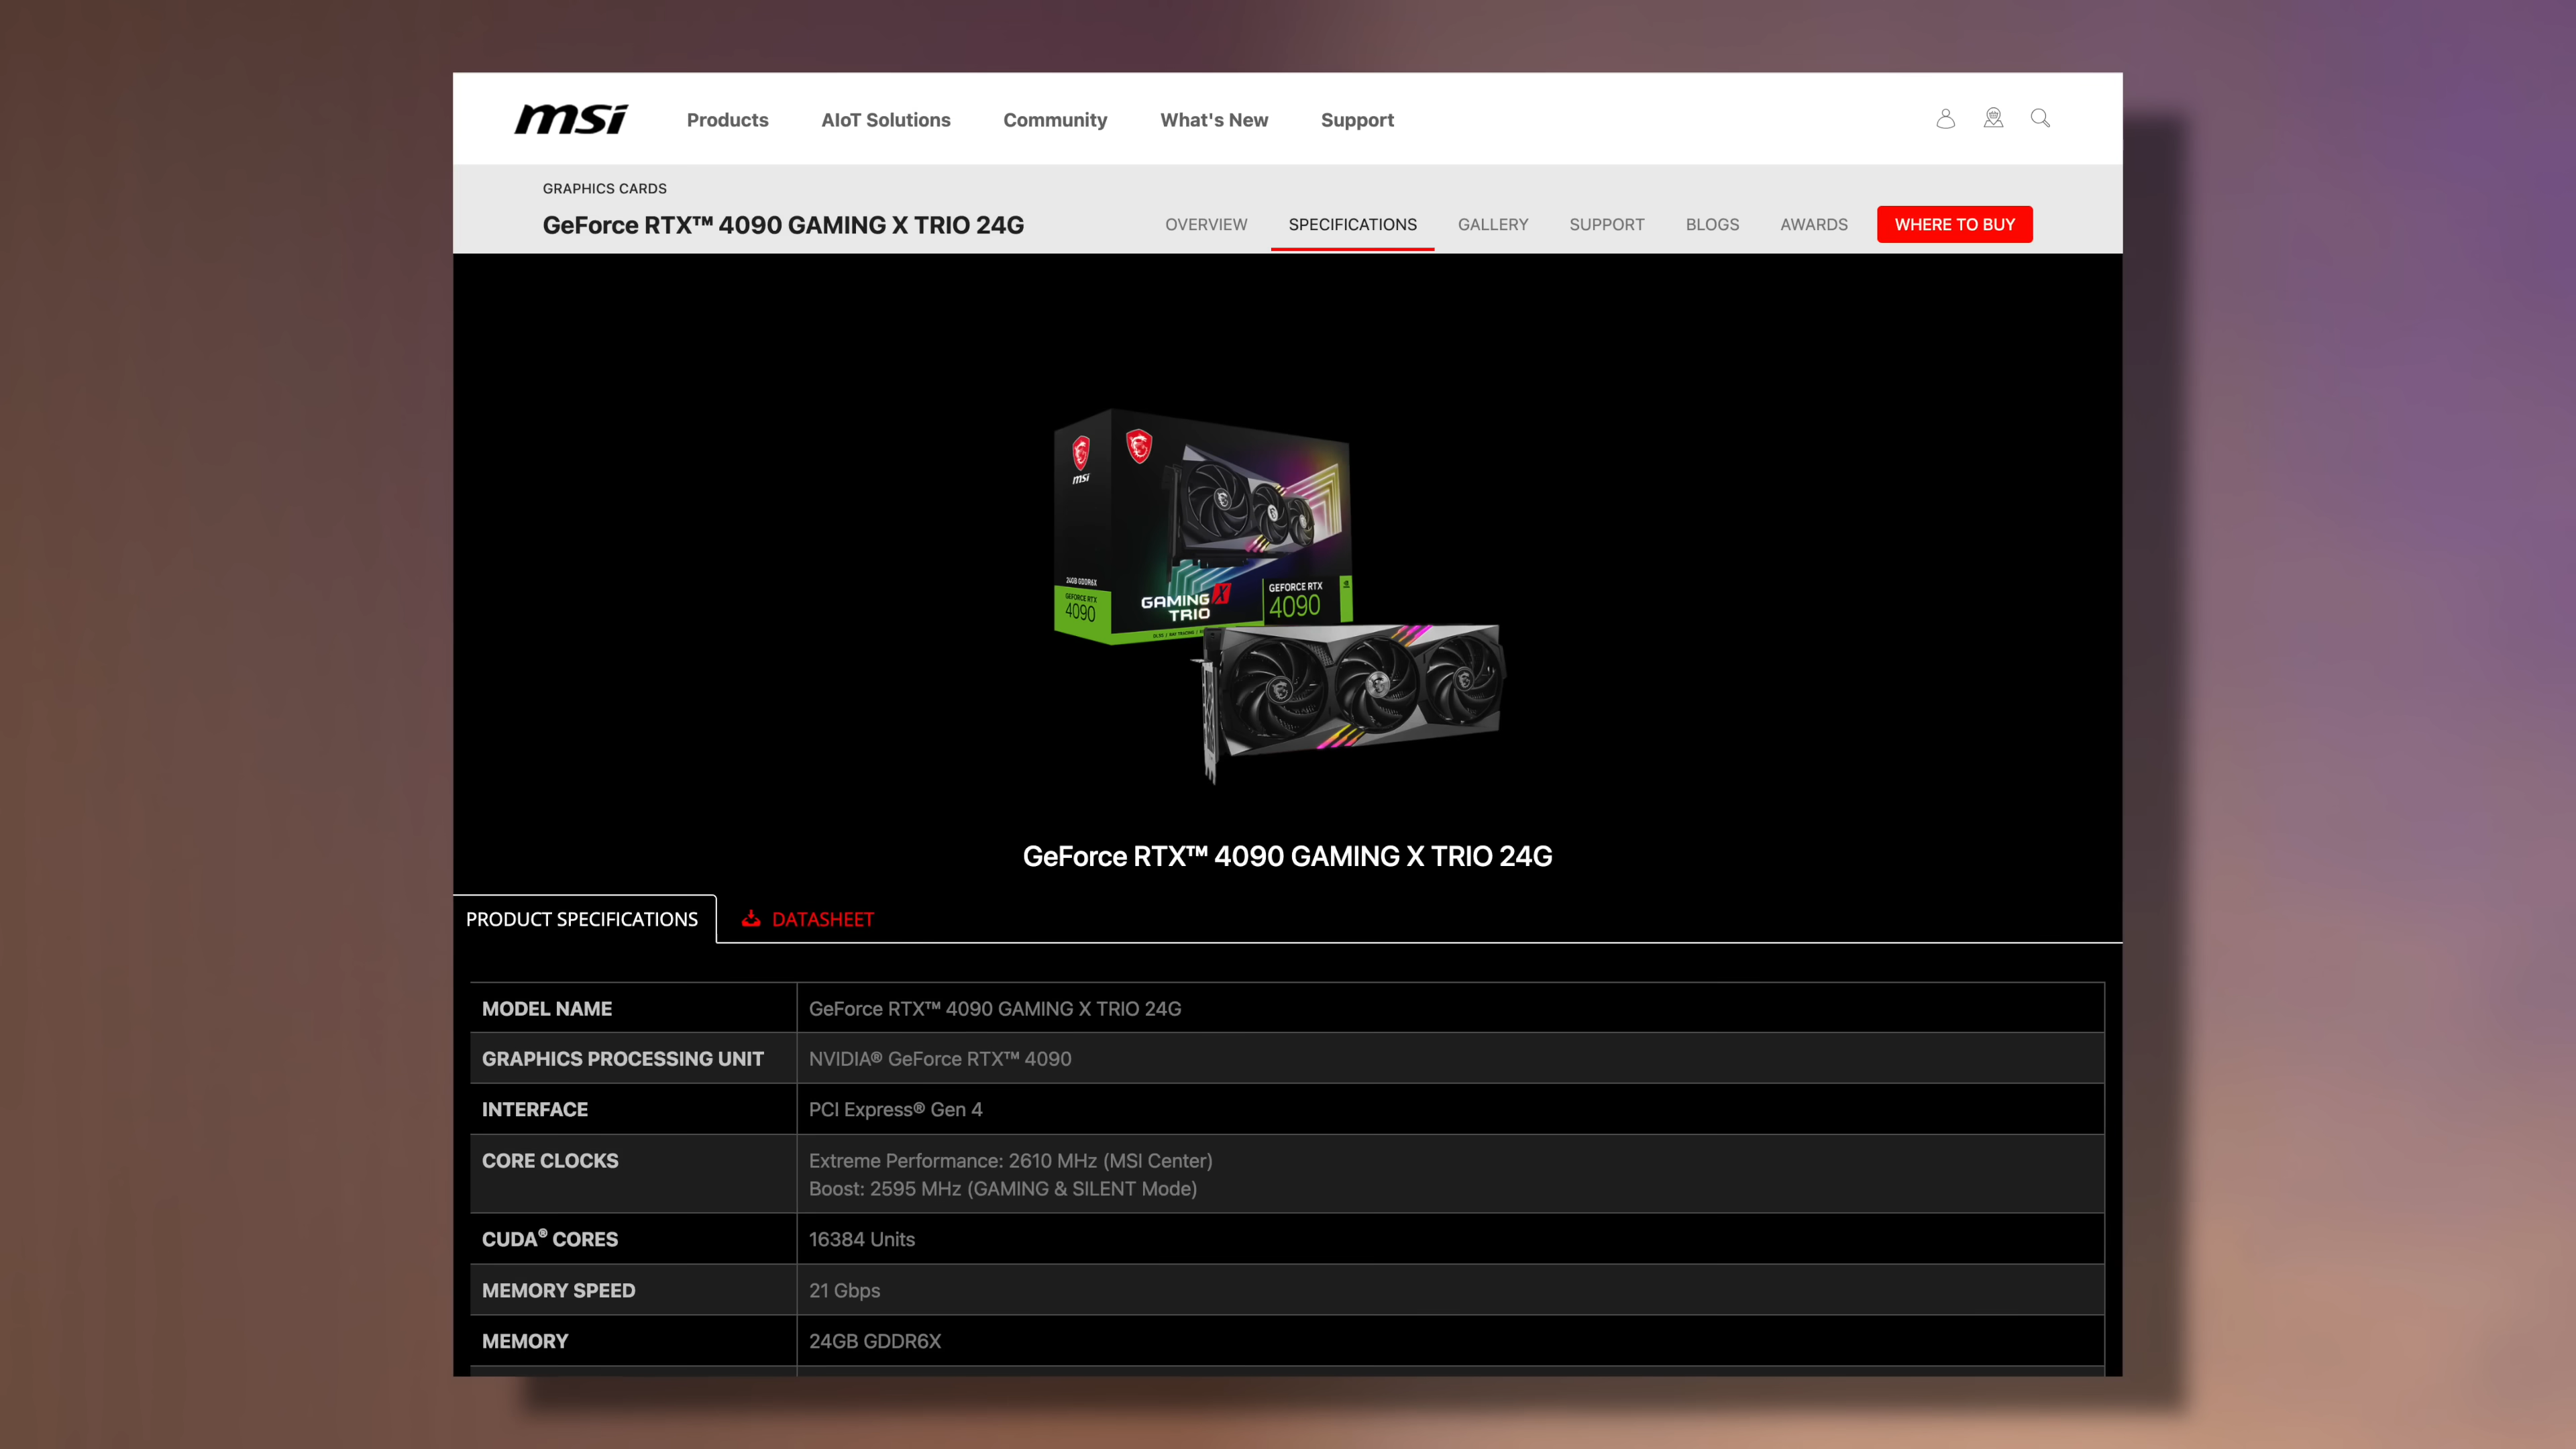 msi
Products
AIoT Solutions
Community
What's New
Support
GRAPHICS CARDS
GeForce RTX™ 4090 GAMING X TRIO 24G
OVERVIEW
SPECIFICATIONS
GALLERY
SUPPORT
BLOGS
AWARDS
WHERE TO BUY
msi
24GB GDDR6X
GEFORCE RTX
4090
GAMING X
TRIO
GEFORCE RTX
4090
GeForce RTX™ 4090 GAMING X TRIO 24G
PRODUCT SPECIFICATIONS
DATASHEET
MODEL NAME
GeForce RTX™ 4090 GAMING X TRIO 24G
GRAPHICS PROCESSING UNIT
NVIDIA® GeForce RTX™ 4090
INTERFACE
PCI Express® Gen 4
CORE CLOCKS
Extreme Performance: 2610 MHz (MSI Center)
Boost: 2595 MHz (GAMING & SILENT Mode)
CUDA® CORES
16384 Units
MEMORY SPEED
21 Gbps
MEMORY
24GB GDDR6X